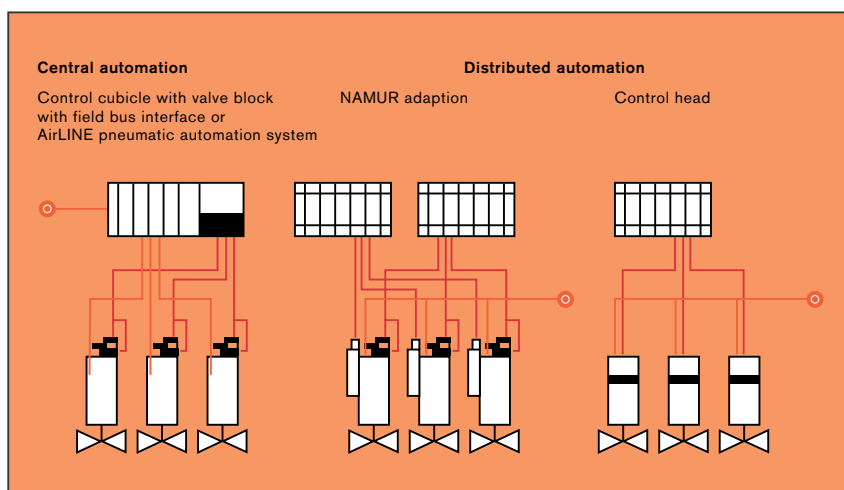 Central automation
Distributed automation
Control cubicle with valve block
with field bus interface or
AirLINE pneumatic automation system
NAMUR adaption
Control head